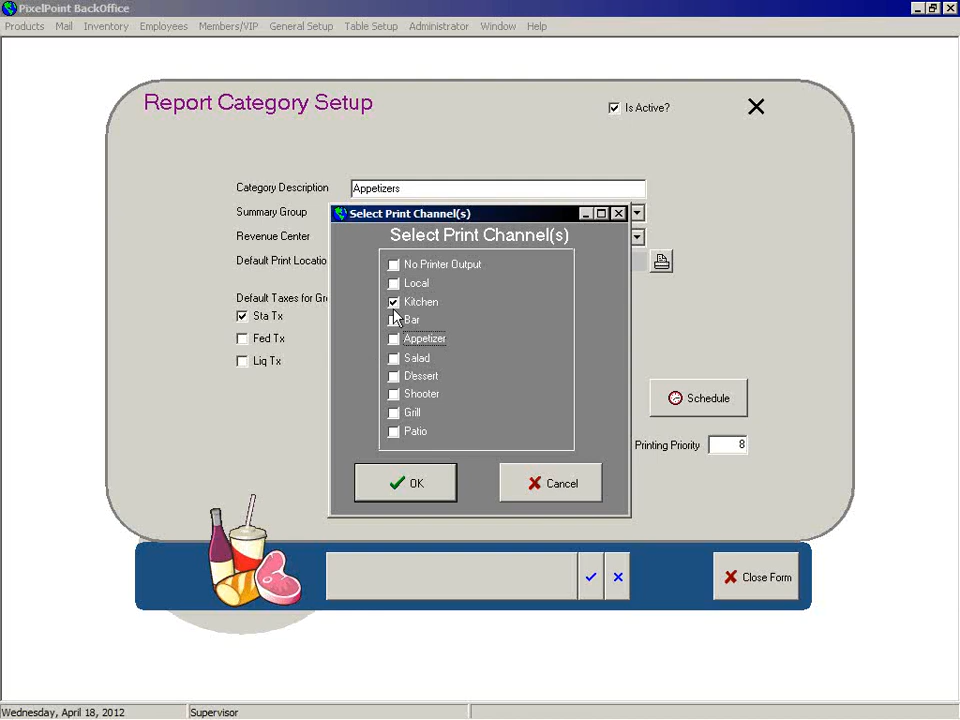 PixelPoint BackOffice
Products Mail Inventory Employees Members/VIP General Setup Table Setup Administrator Window Help
Report Category Setup
Is Active?
Category Description
Appetizers
Summary Group
Revenue Center
Default Print Locatio
Default Taxes for Gr
Sta Tx
Fed Tx
Liq Tx
Select Print Channel(s)
Select Print Channel(s)
No Printer Output
Local
Kitchen
Bar
Appetizer
Salad
D'essert
Shooter
Grill
Patio
OK
Cancel
Schedule
Printing Priority 8
Close Form
Wednesday, April 18, 2012
Supervisor